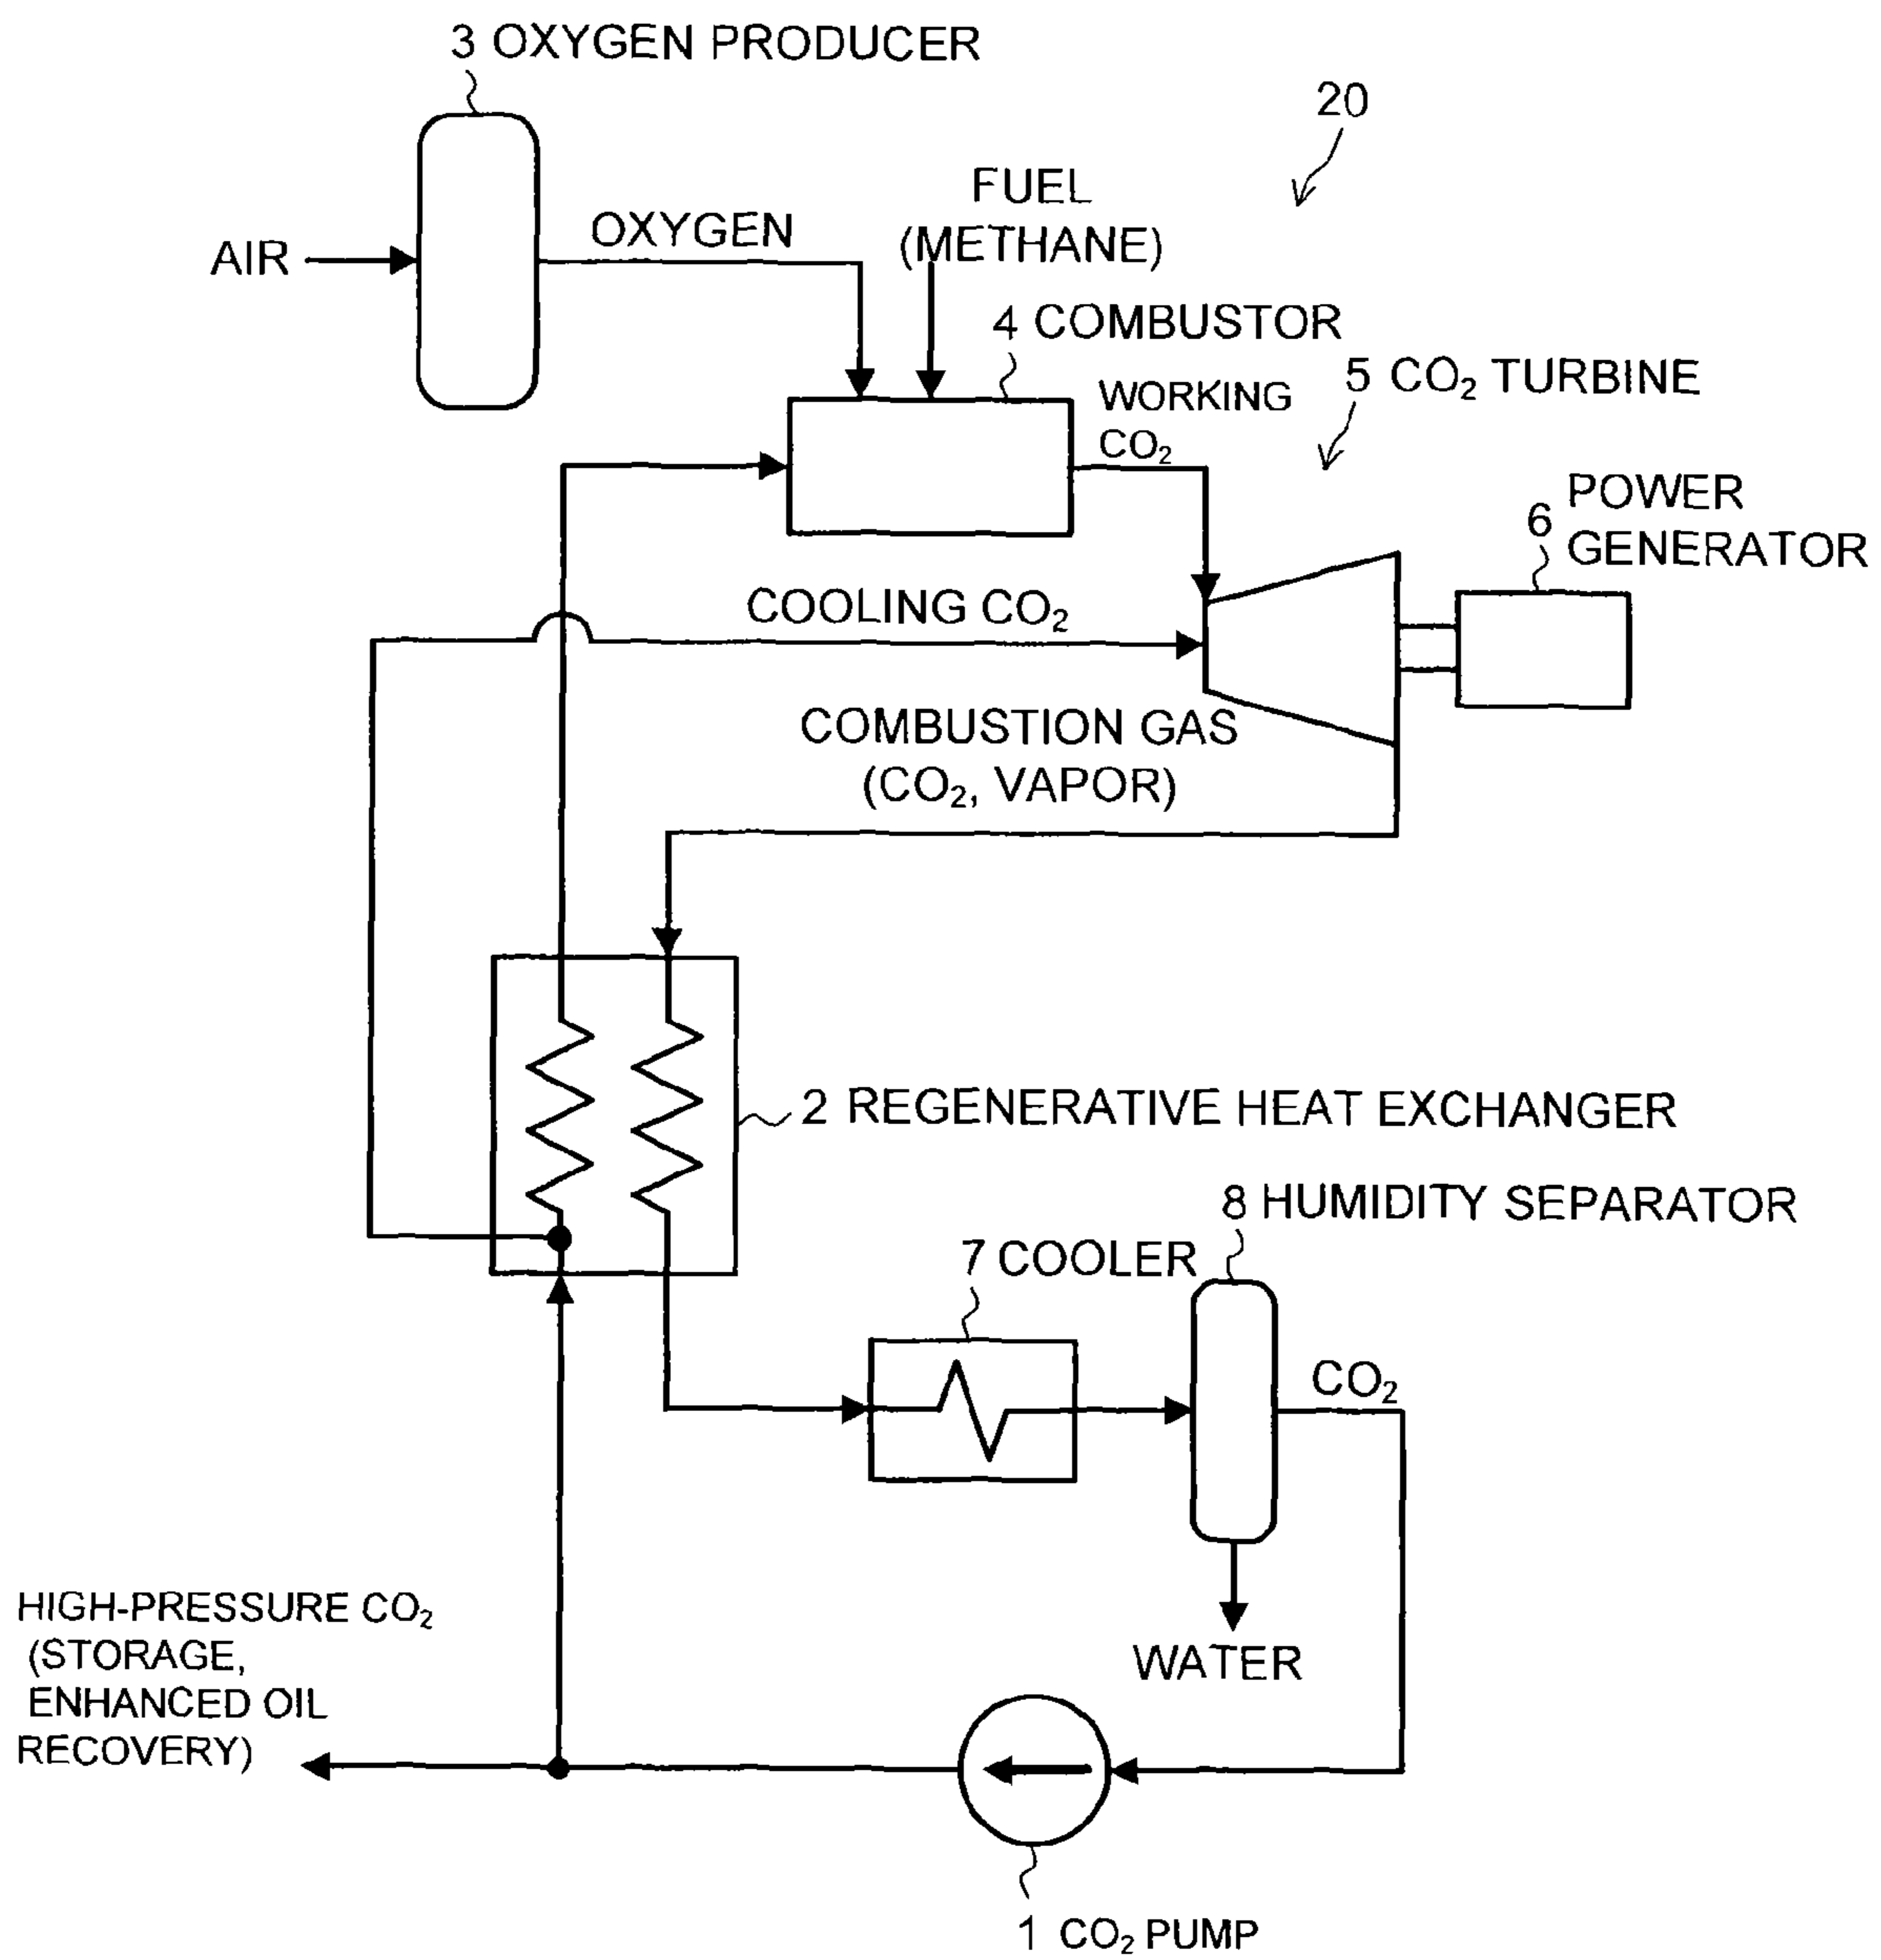 3 OXYGEN PRODUCER
20
FUEL
(METHANE)
OXYGEN
AIR
4 COMBUSTOR
5 CO₂ TURBINE
WORKING
CO₂
6 POWER
GENERATOR
COOLING CO₂
COMBUSTION GAS
(CO₂, VAPOR)
2 REGENERATIVE HEAT EXCHANGER
8 HUMIDITY SEPARATOR
7 COOLER
CO₂
HIGH-PRESSURE CO₂
(STORAGE,
ENHANCED OIL
RECOVERY)
WATER
1 CO₂ PUMP